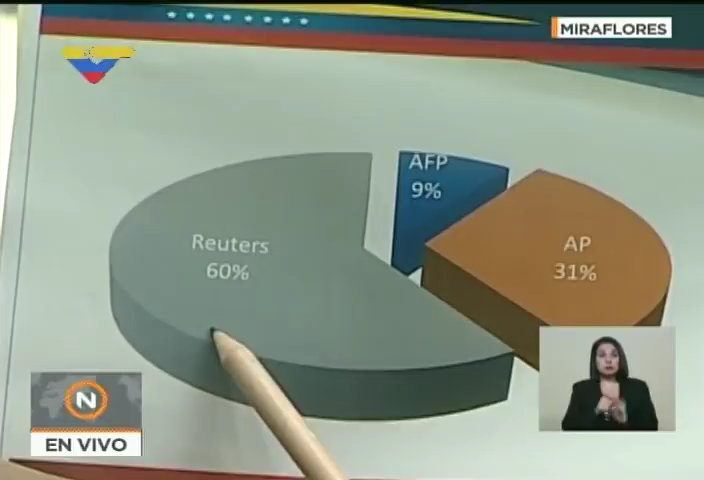 MIRAFLORES
AFP
9%
Reuters
60%
AP
31%
N
EN VIVO